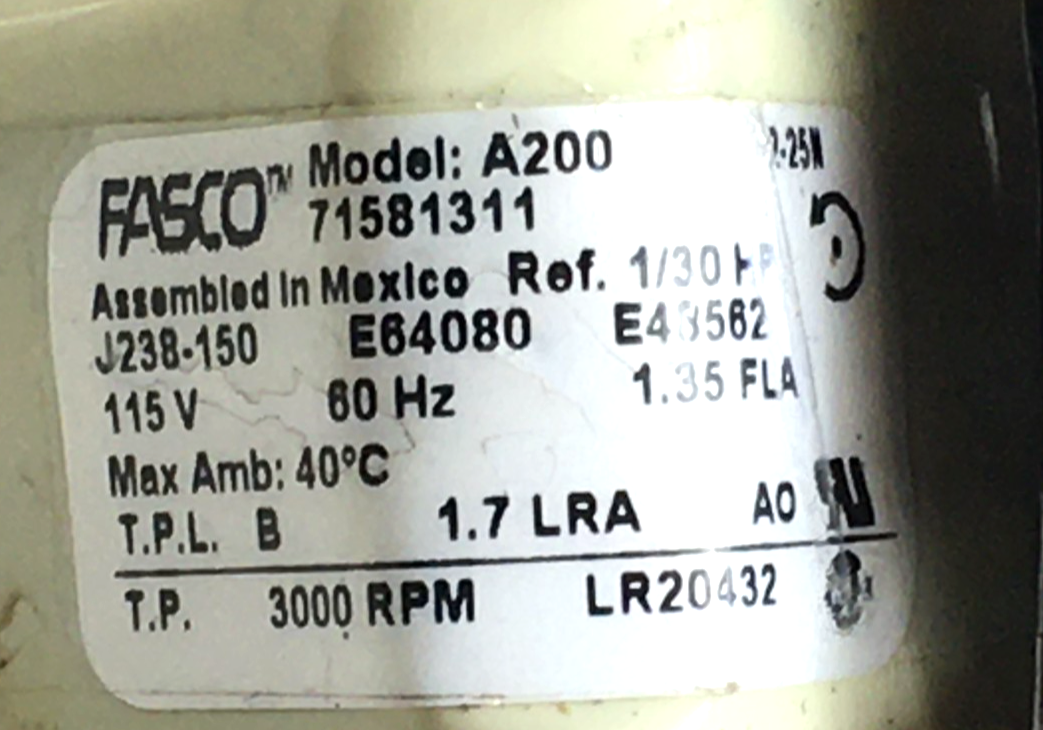 FASCO™ Model: A200
71581311
Assembled In Mexico Ref. 1/30 HP
J238-150 E64080
115 V 60 Hz 1.35 FLA
Max Amb: 40°C
T.P.L. B 1.7 LRA AO
T.P. 3000 RPM LR20432